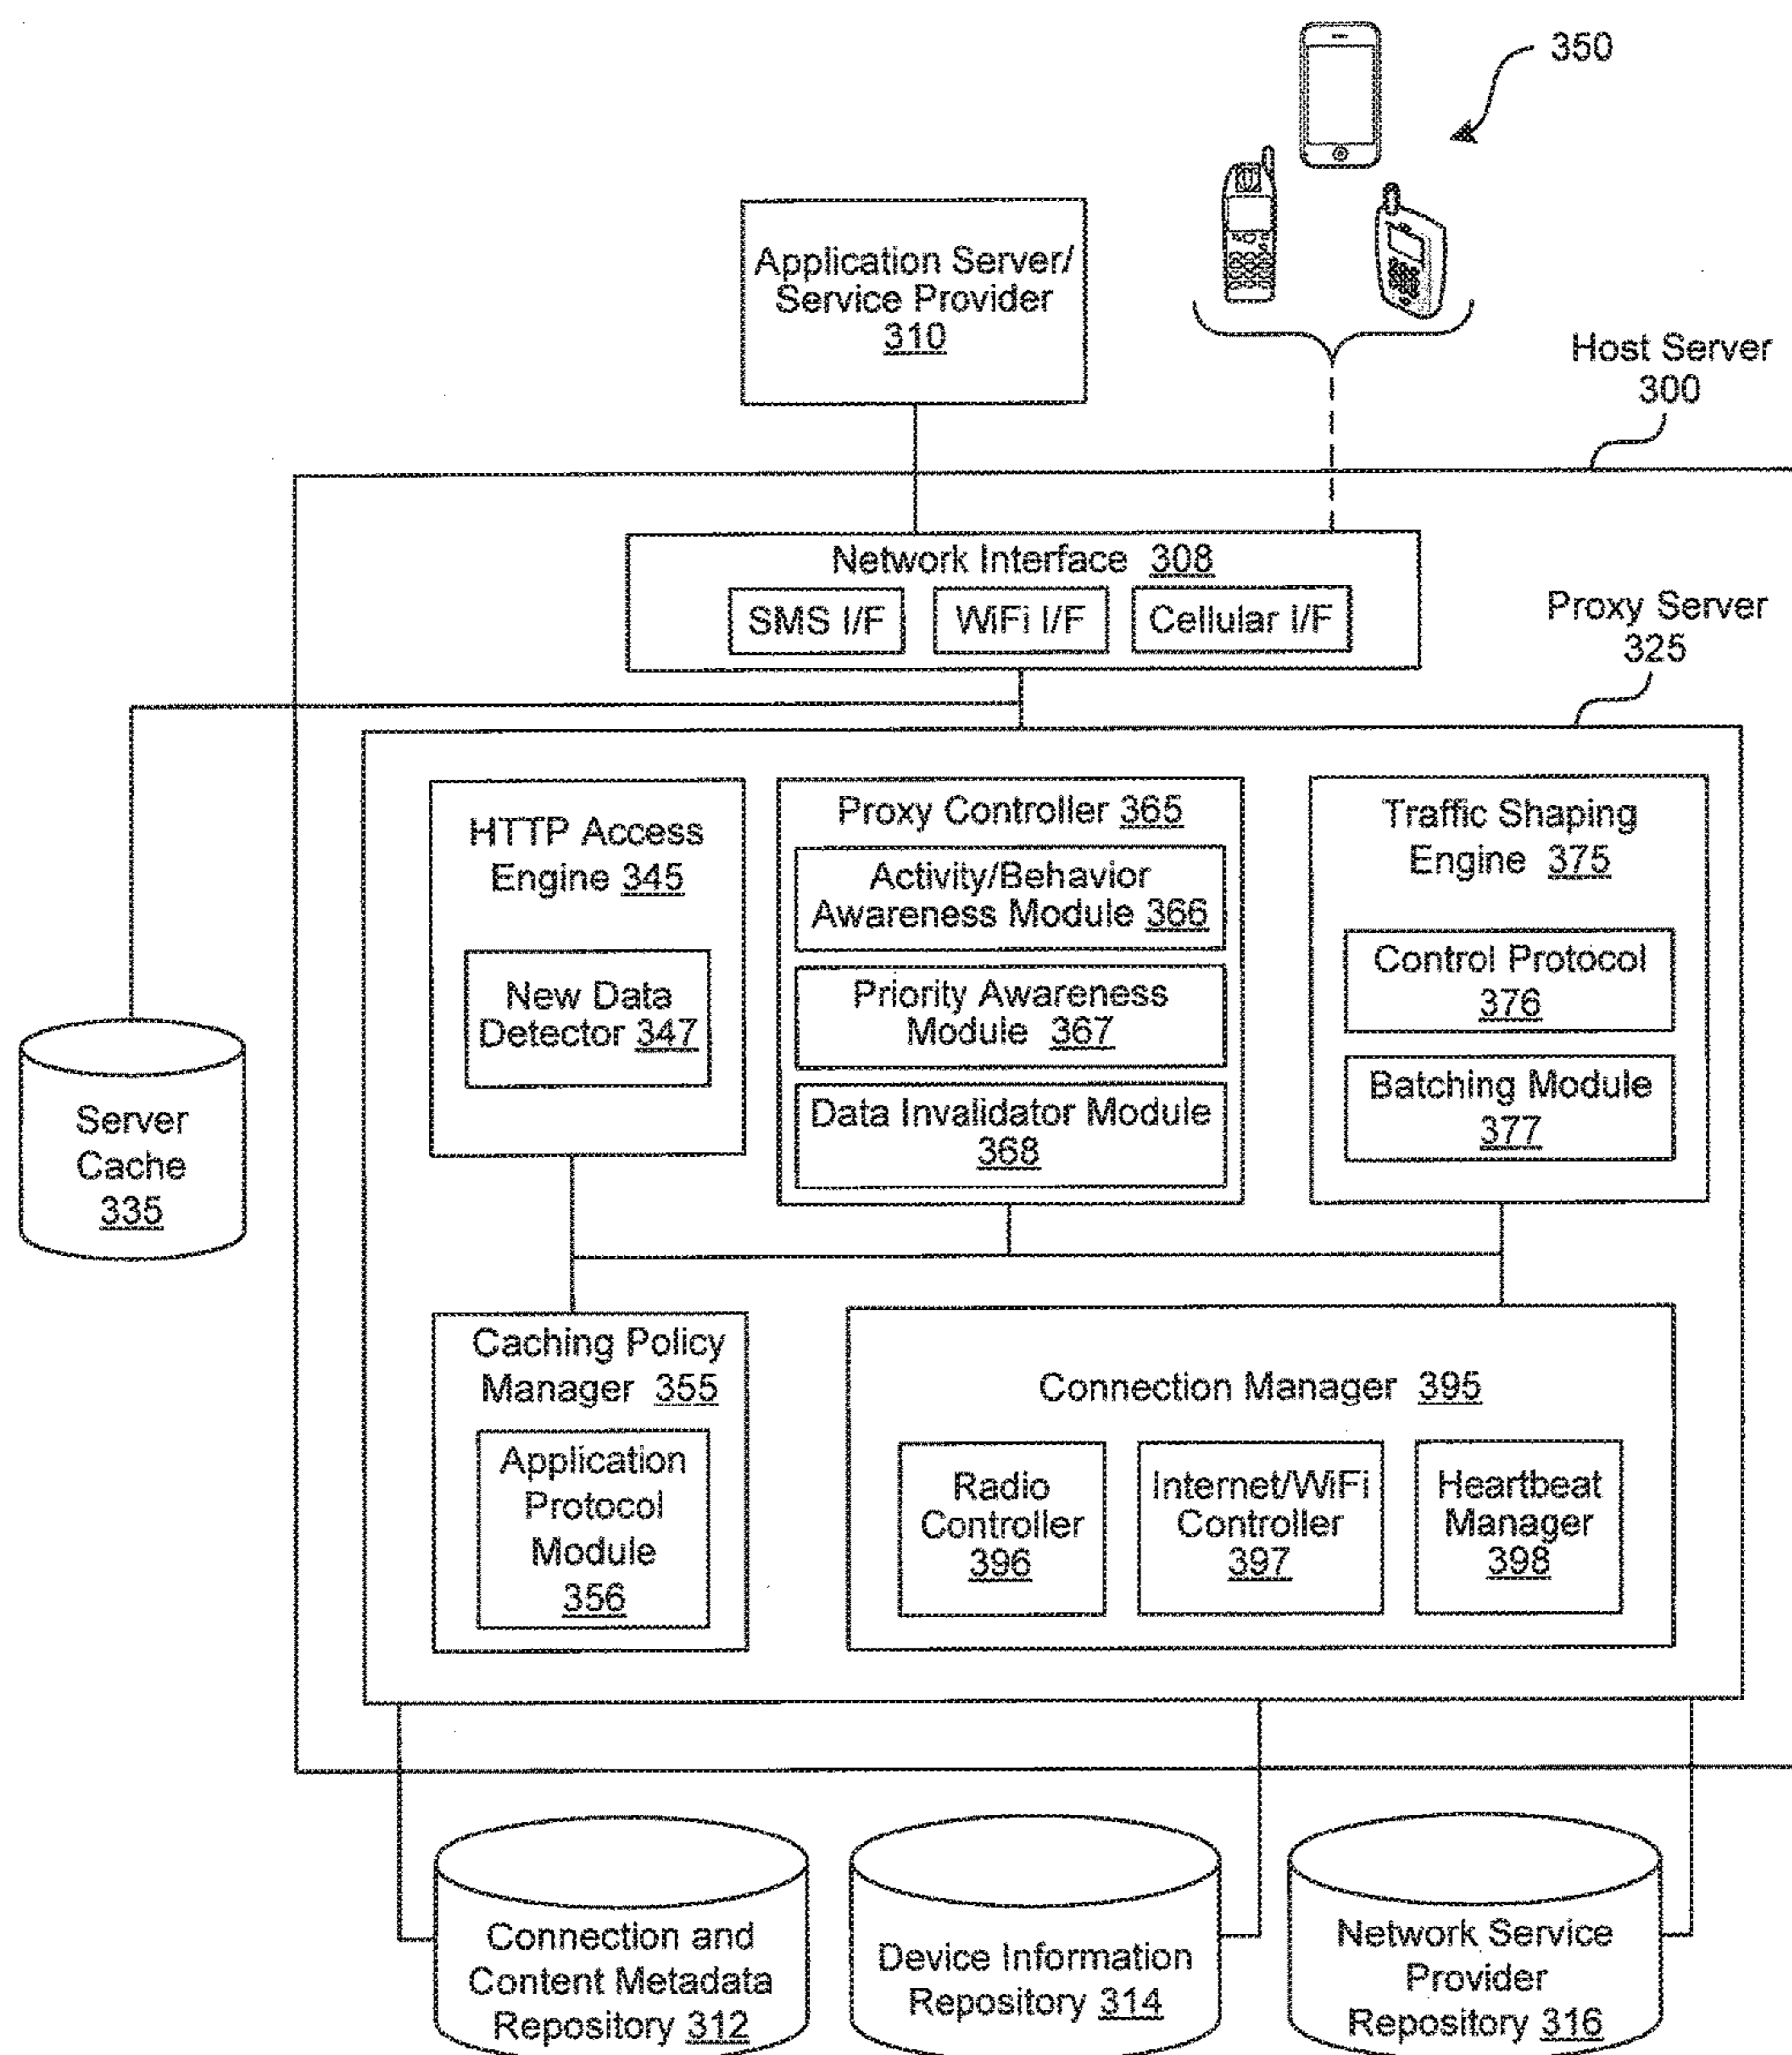 350
Application Server/
Service Provider
310
Host Server
300
Network Interface 308
SMS I/F
WiFi I/F
Cellular I/F
Proxy Server
325
HTTP Access
Engine 345
New Data
Detector 347
Proxy Controller 365
Activity/Behavior
Awareness Module 366
Priority Awareness
Module 367
Data Invalidator Module
368
Traffic Shaping
Engine 375
Control Protocol
376
Batching Module
377
Server
Cache
335
Caching Policy
Manager 355
Application
Protocol
Module
356
Connection Manager 395
Radio
Controller
396
Internet/WiFi
Controller
397
Heartbeat
Manager
398
Connection and
Content Metadata
Repository 312
Device Information
Repository 314
Network Service
Provider
Repository 316